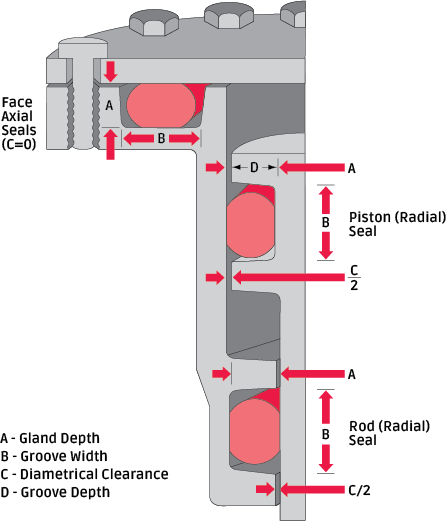 Face
Axial
Seals
(C=0)
A
B
D
A
B
Piston (Radial)
Seal
C
2
A
B
Rod (Radial)
Seal
C/2
A - Gland Depth
B - Groove Width
C - Diametrical Clearance
D - Groove Depth